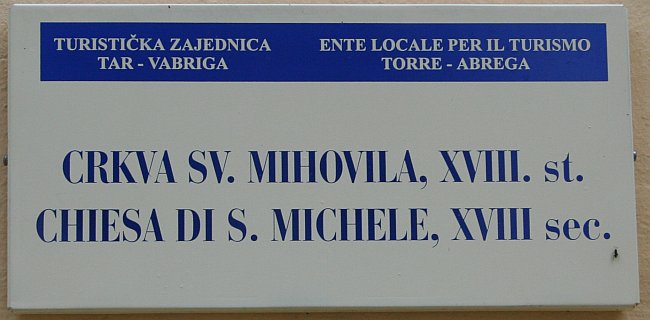 TURISTIČKA ZAJEDNICA
TAR - VABRIGA
ENTE LOCALE PER IL TURISMO
TORRE - ABREGA
CRKVA SV. MIHOVILA, XVIII. st.
CHIESA DI S. MICHELE, XVIII sec.